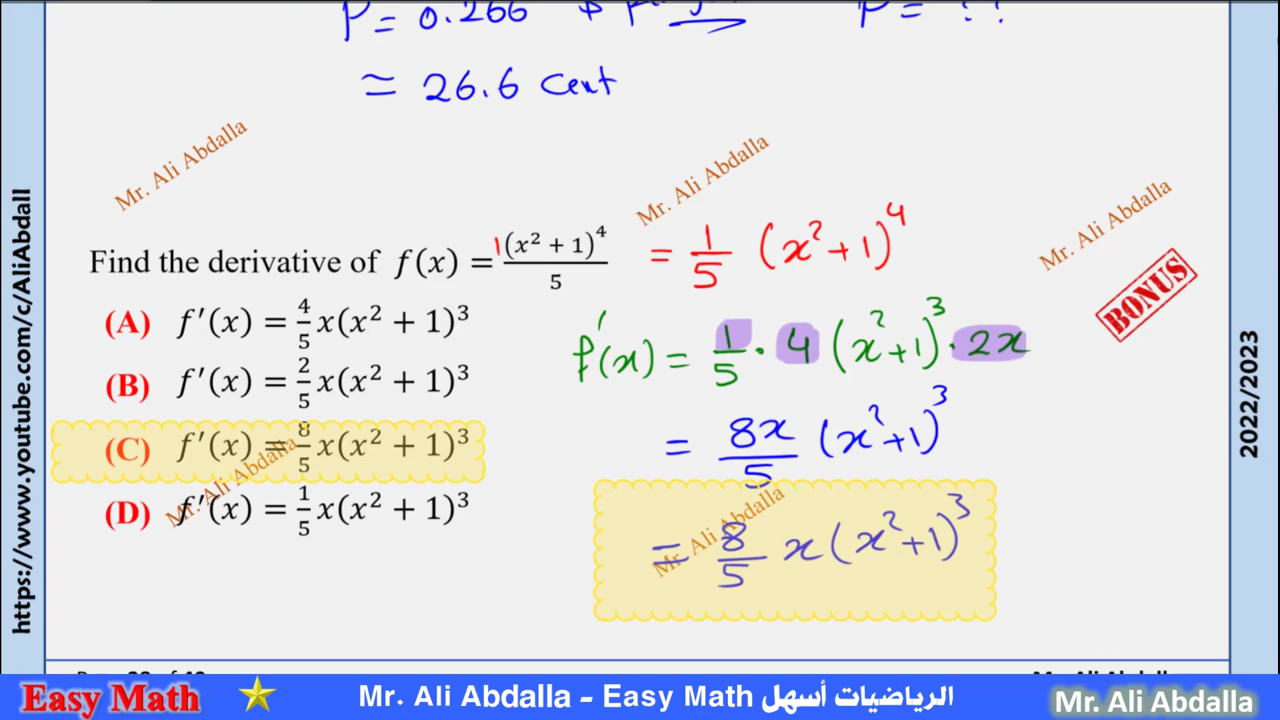 P = 0.266
P = ??
≈ 26.6 Cent
Mr. Ali Abdalla
Mr. Ali Abdalla
Mr. Ali Abdalla
Find the derivative of f(x) = 1(x² + 1)⁴/5
= 1/5 (x²+1)⁴
BONUS
(A) f'(x) = 4/5 x(x² + 1)³
(B) f'(x) = 2/5 x(x² + 1)³
(C) f'(x) = 8/5 x(x² + 1)³
(D) f'(x) = 1/5 x(x² + 1)³
Mr. Ali Abdalla
f'(x) = 1/5 · 4 (x²+1)³ · 2x
= 8x/5 (x²+1)³
= 8/5 x(x²+1)³
Mr. Ali Abdalla
https://www.youtube.com/c/AliAbdall
2022/2023
Easy Math
Mr. Ali Abdalla – Easy Math الرياضيات أسهل
Mr. Ali Abdalla